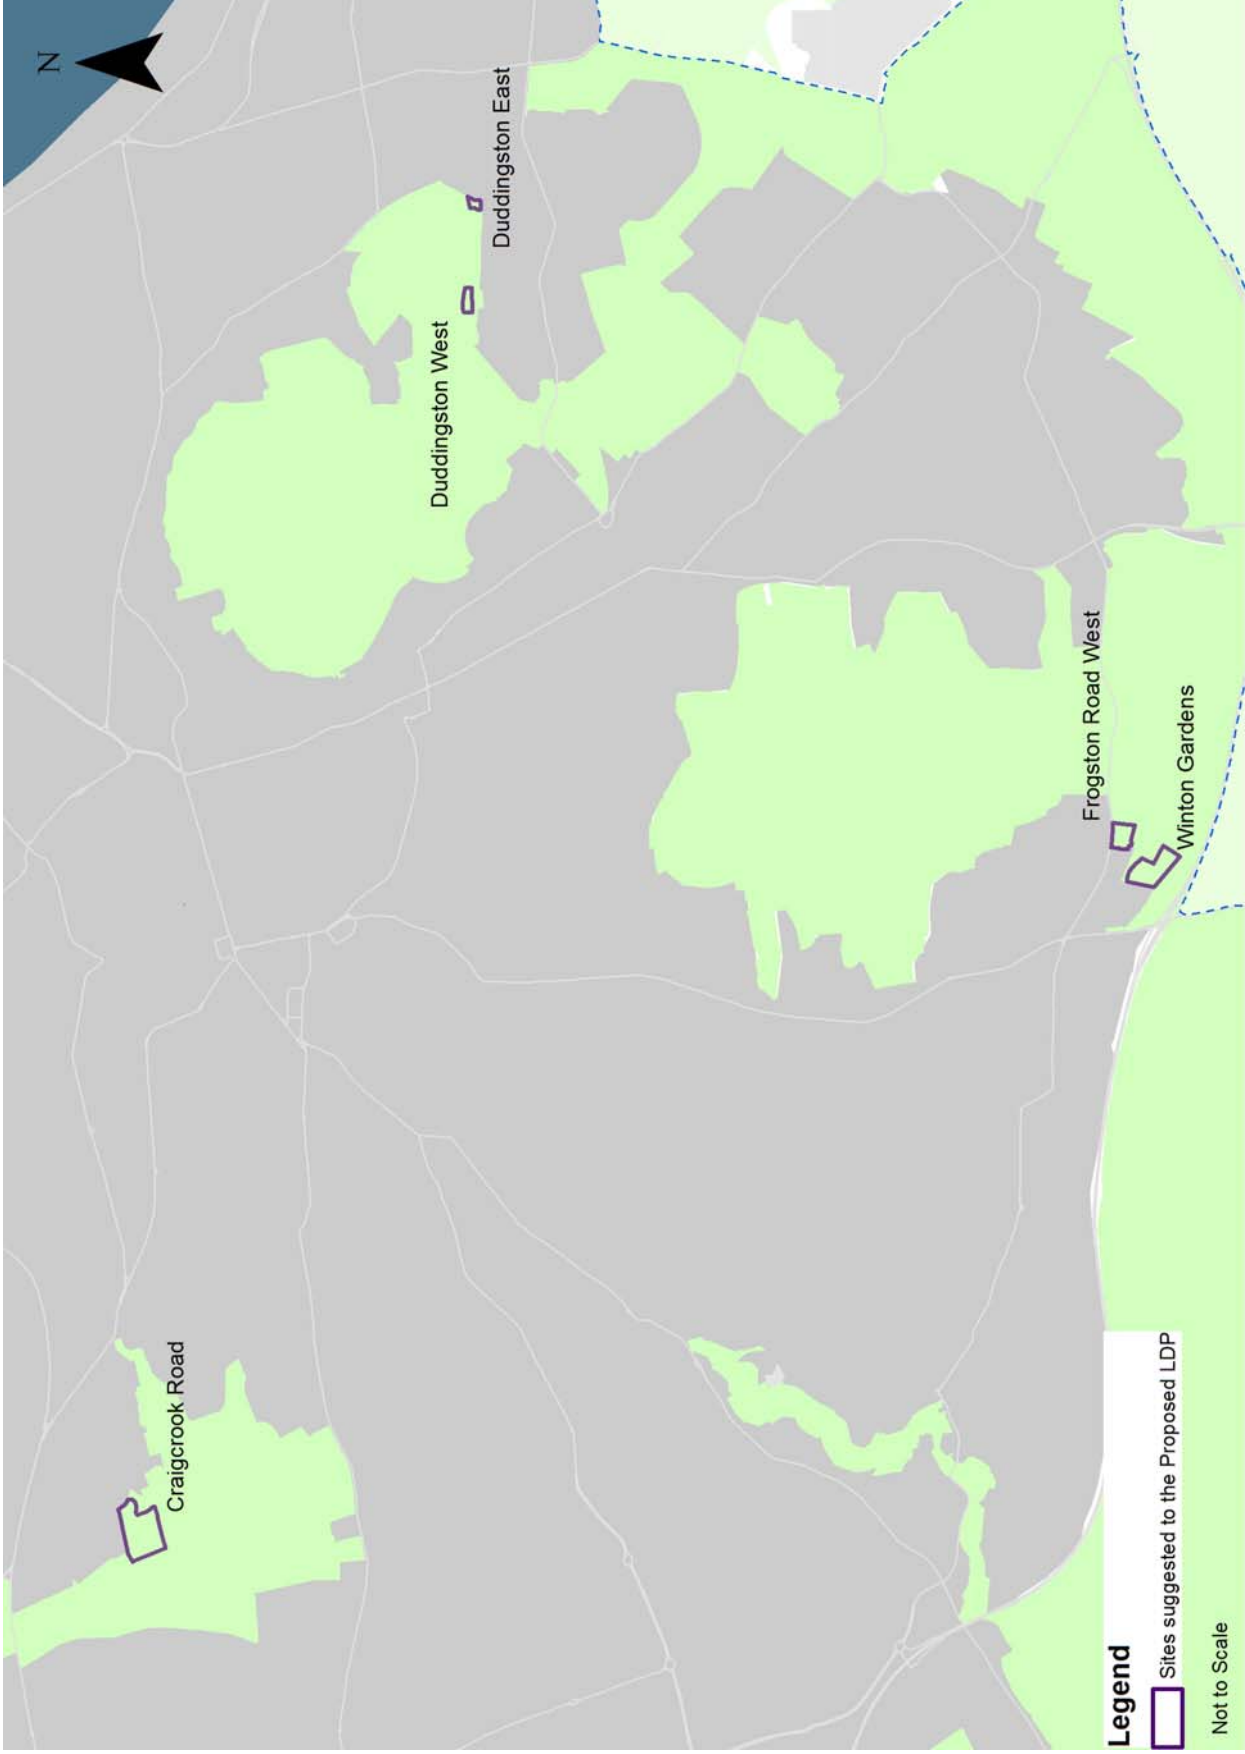 N
Craigcrook Road
Duddingston West
Duddingston East
Frogston Road West
Winton Gardens
Legend
Sites suggested to the Proposed LDP
Not to Scale